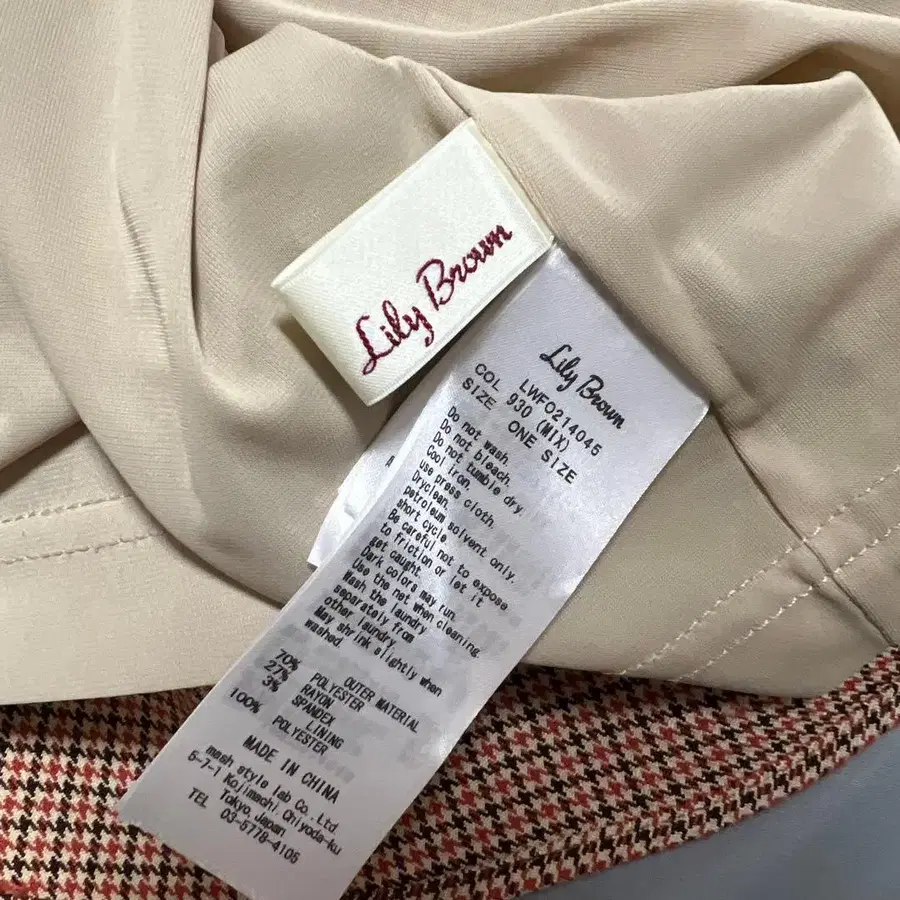 Lily Brown
Lily Brown
LWFO214045
COL 930 (MIX)
SIZE ONE SIZE
Do not wash.
Do not bleach.
Do not tumble dry.
Cool iron.
use press cloth.
Dryclean.
petroleum solvent only.
short cycle.
Be careful not to expose
to friction or let it
get caught.
Dark colors may run.
Use the net when cleaning.
Wash the laundry
separately from
other laundry.
May shrink slightly when
washed.
OUTER MATERIAL
70% POLYESTER
27% RAYON
3% SPANDEX
LINING
100% POLYESTER
MADE IN CHINA
mash style lab Co.,Ltd.
5-7-1 Kojimachi Chiyoda-ku
Tokyo, Japan
TEL 03-5778-4105